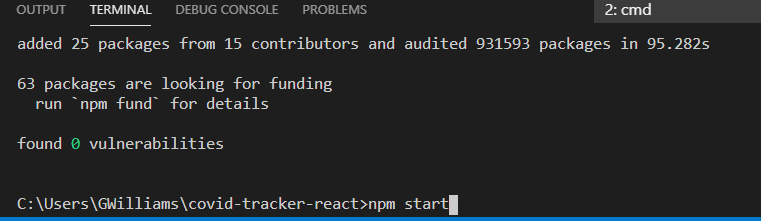 OUTPUT TERMINAL DEBUG CONSOLE PROBLEMS 2: cmd
added 25 packages from 15 contributors and audited 931593 packages in 95.282s
63 packages are looking for funding
run `npm fund` for details
found 0 vulnerabilities
C:\Users\GWilliams\covid-tracker-react>npm start